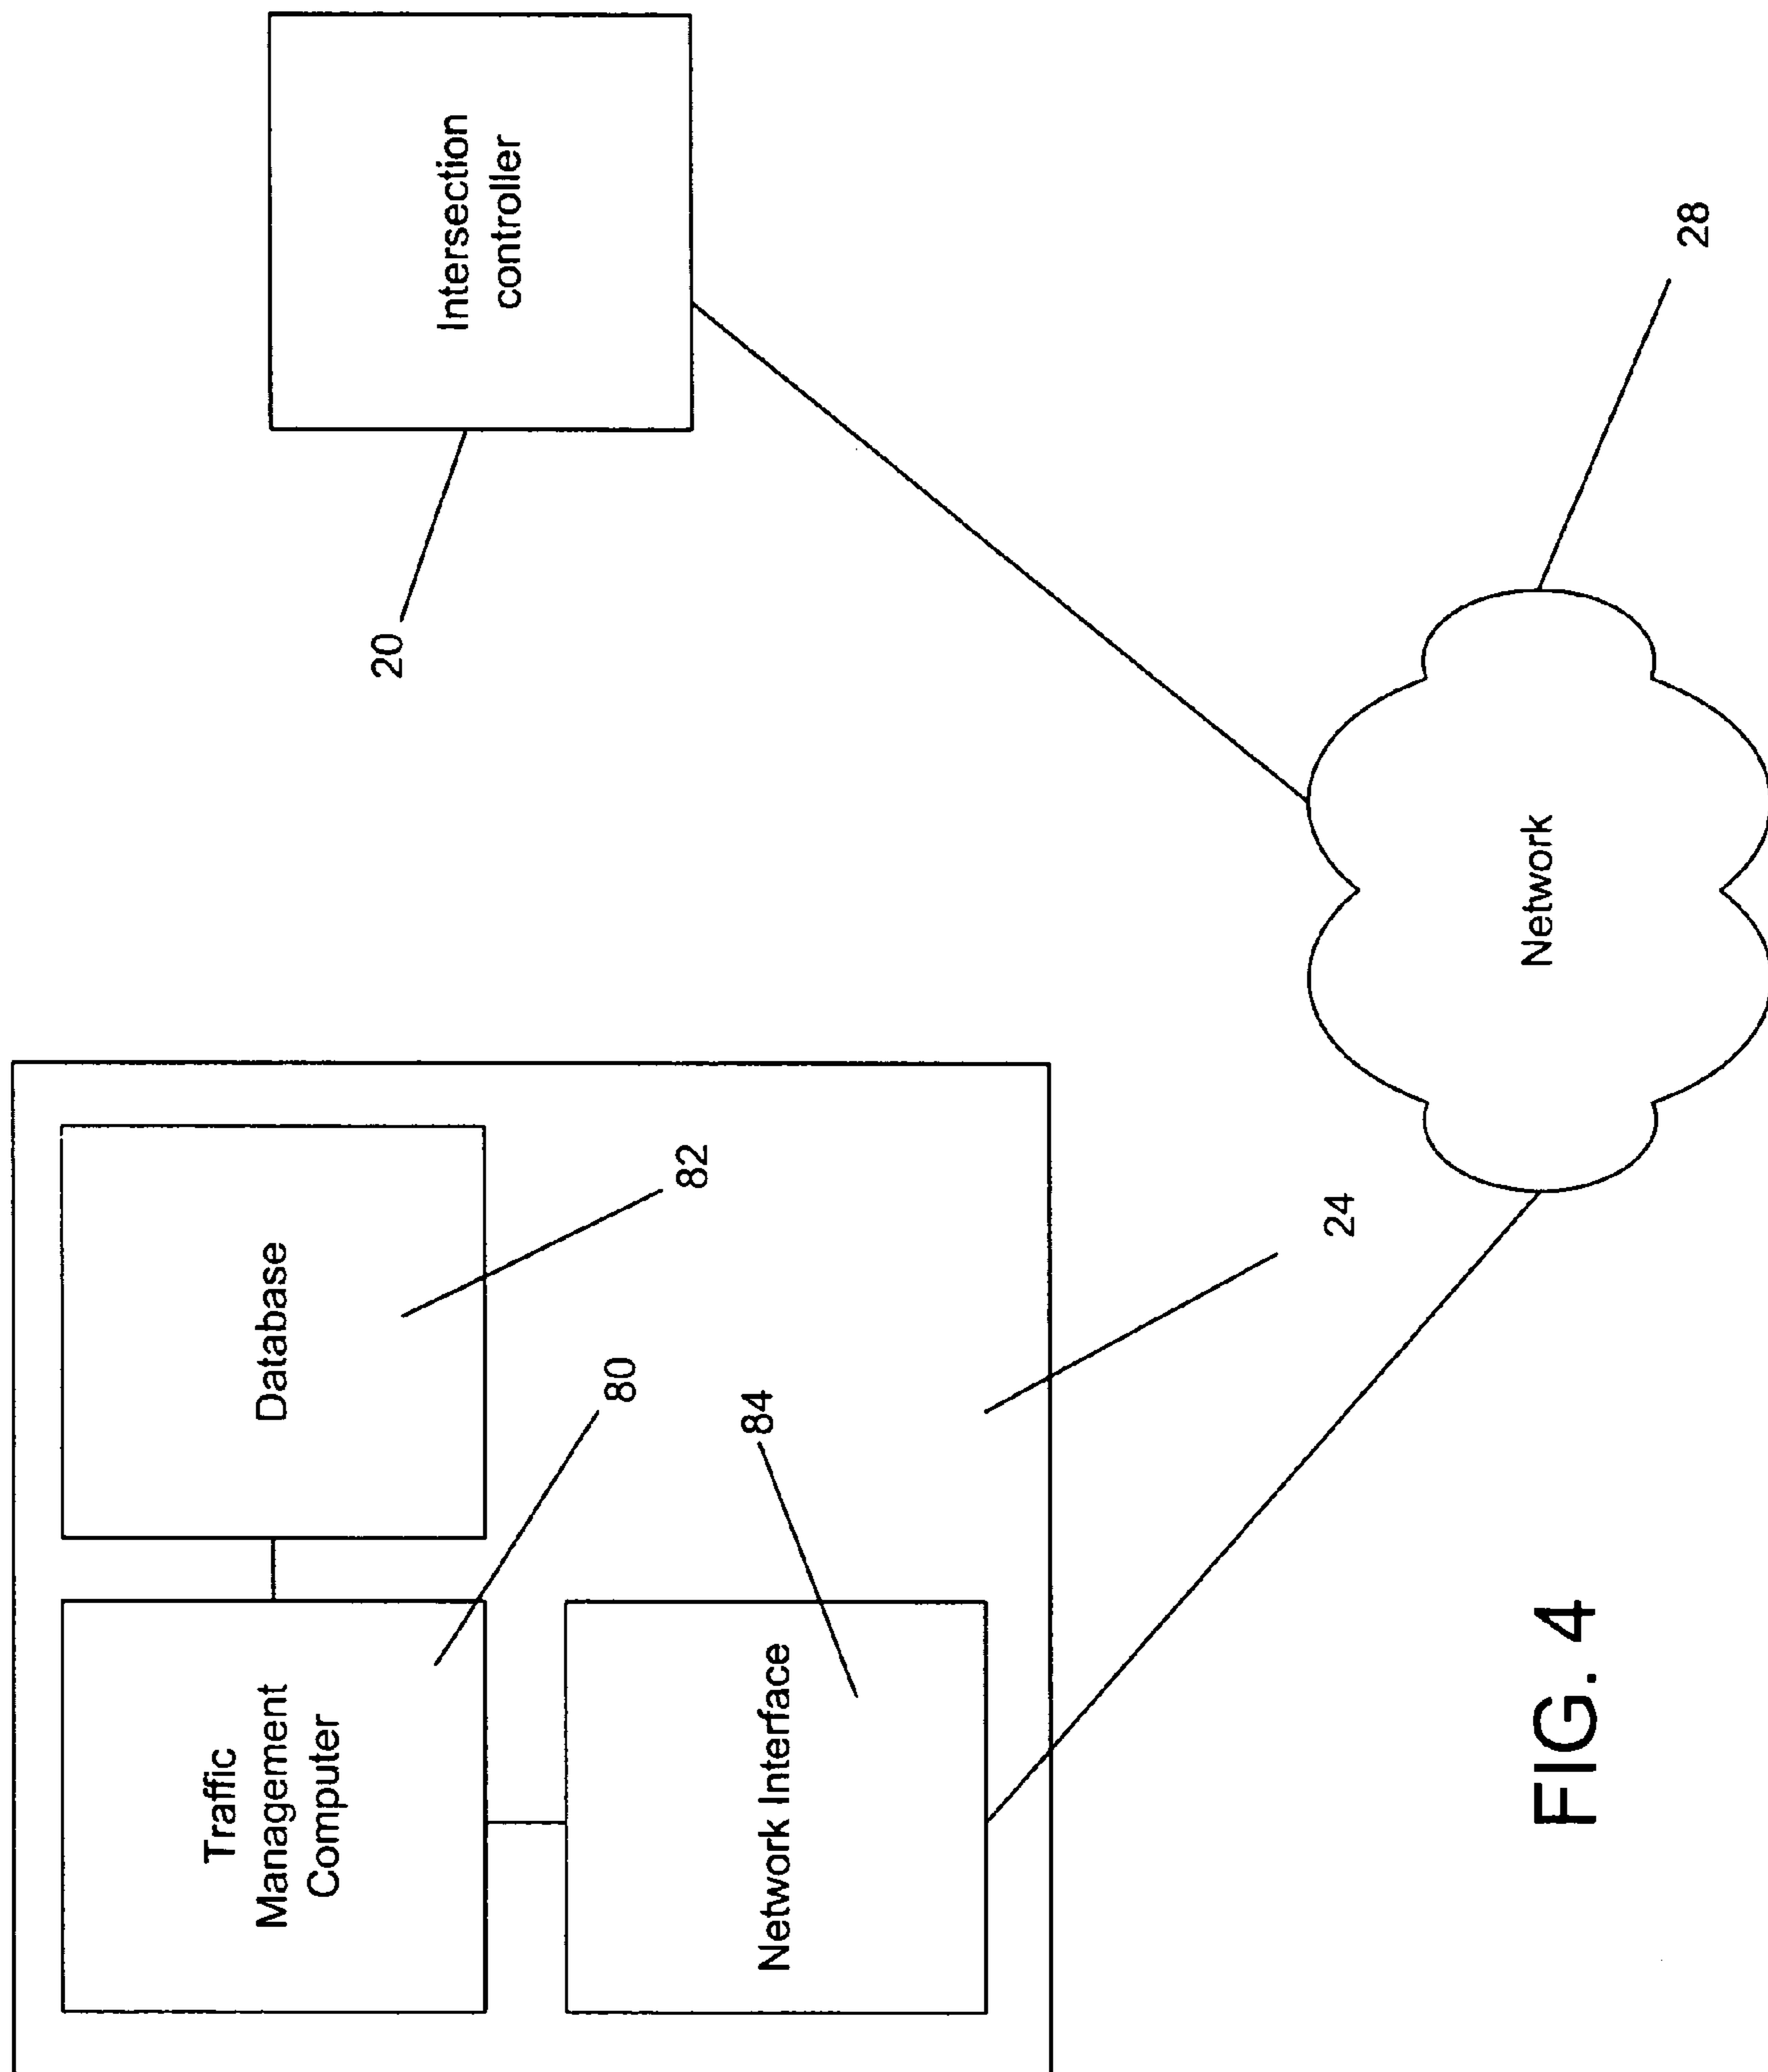 Traffic
Management
Computer
Database
80
82
Network Interface
84
24
Intersection
controller
20
Network
28
FIG. 4